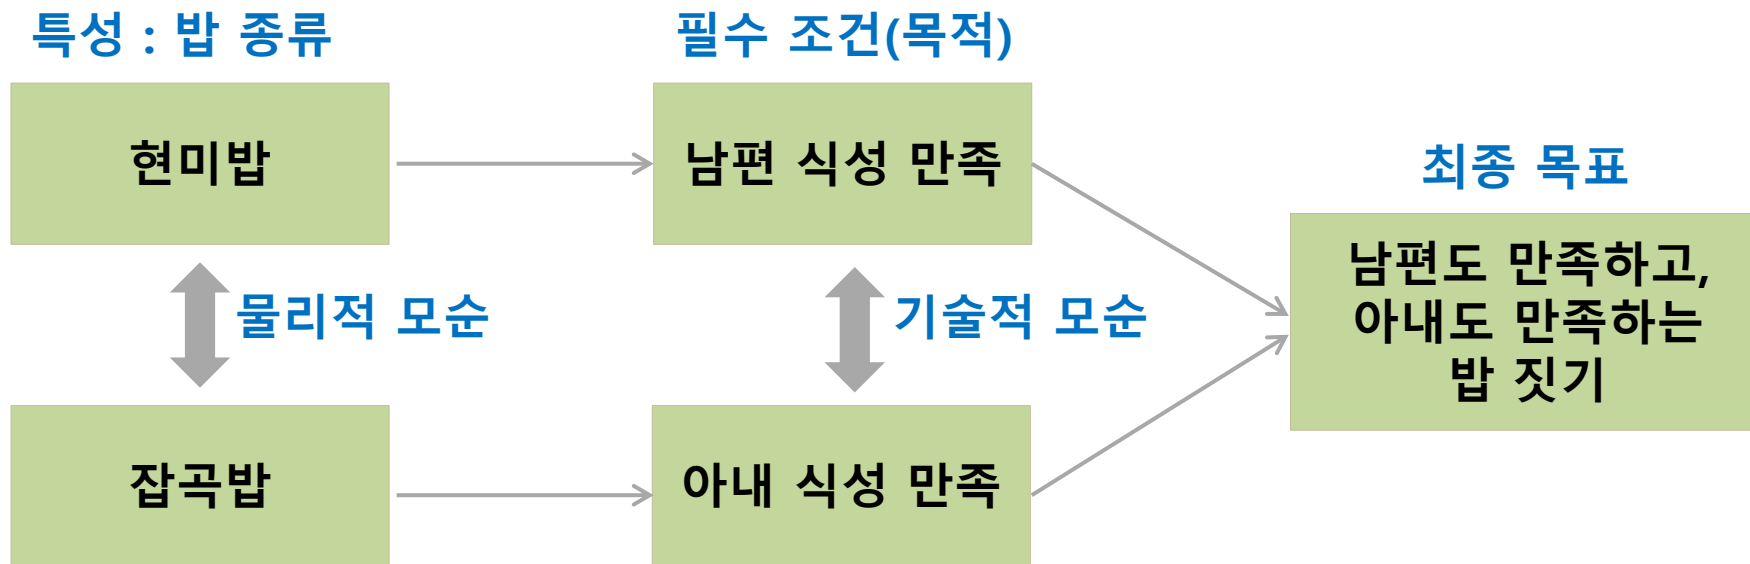 특성 : 밥 종류
필수 조건(목적)
현미밥
남편 식성 만족
최종 목표
남편도 만족하고,
아내도 만족하는
밥 짓기
물리적 모순
기술적 모순
잡곡밥
아내 식성 만족